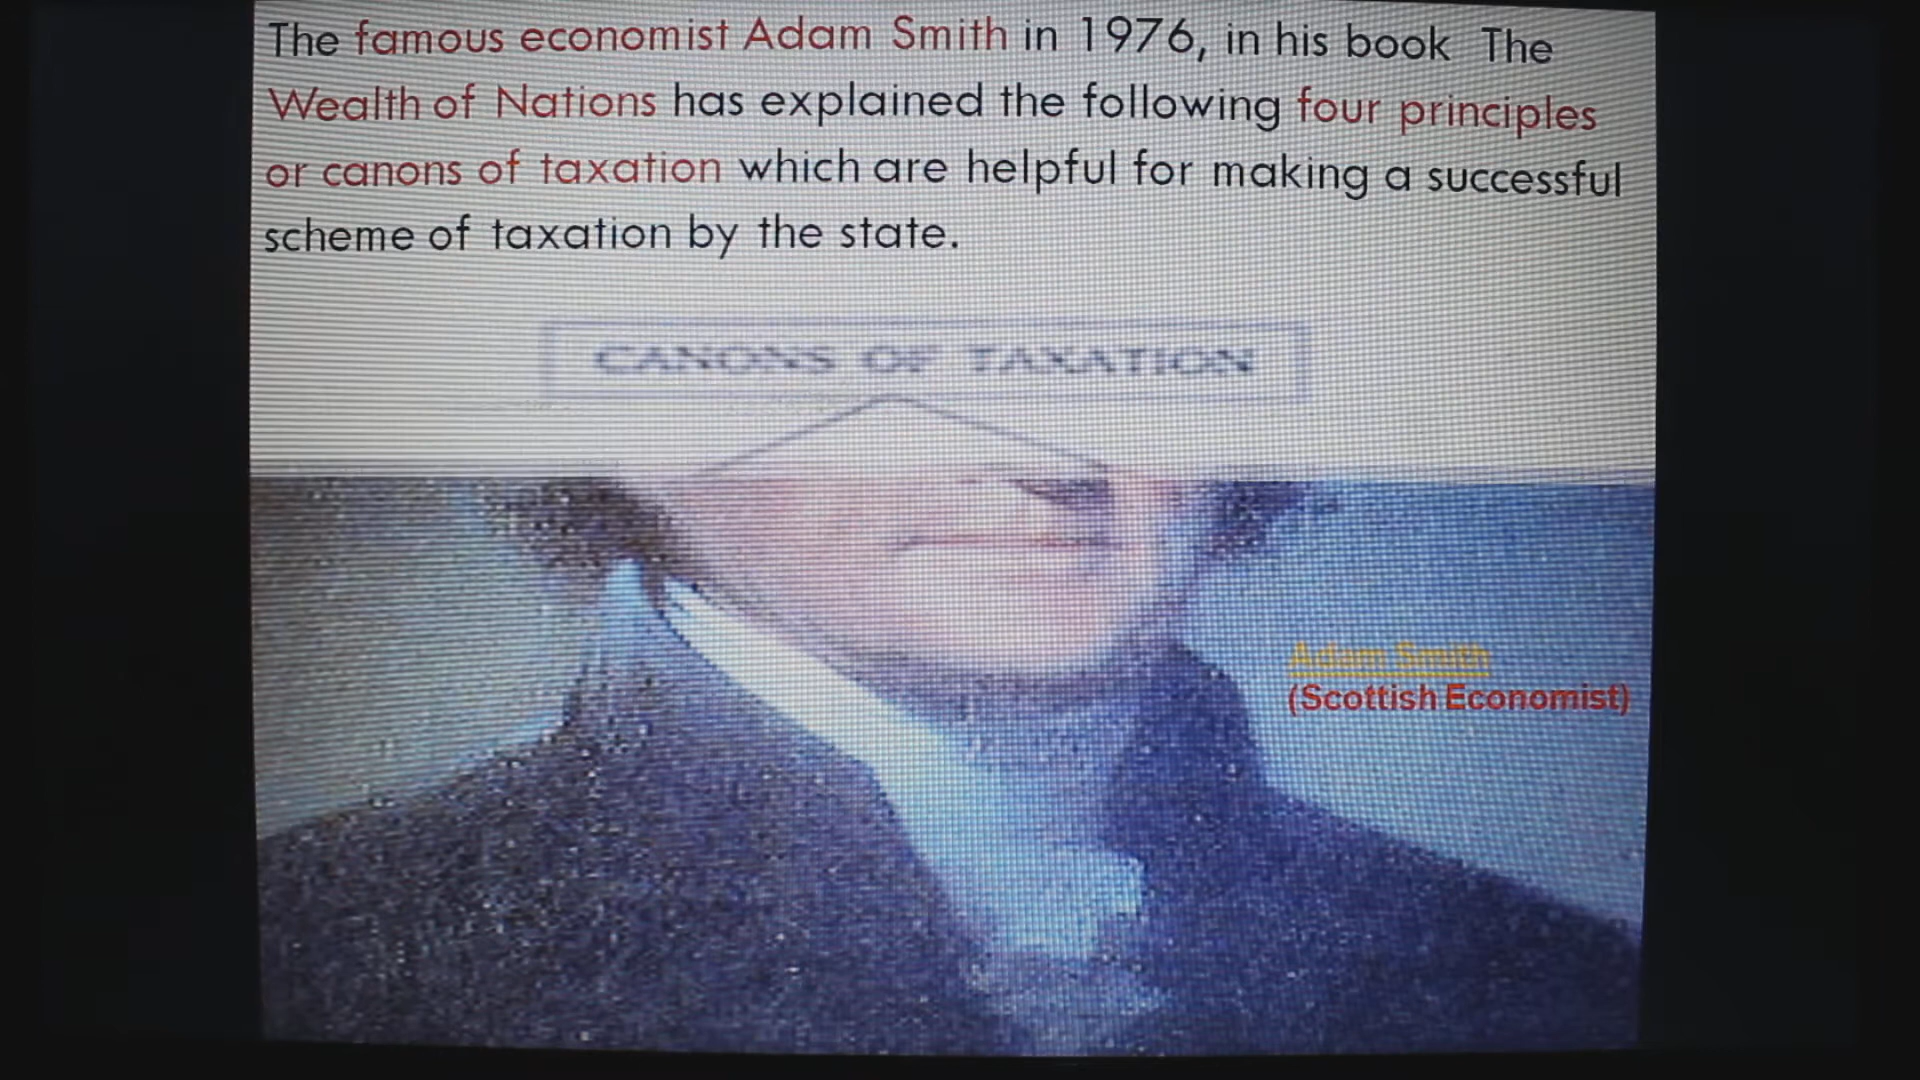 The famous economist Adam Smith in 1976, in his book The
Wealth of Nations has explained the following four principles
or canons of taxation which are helpful for making a successful
scheme of taxation by the state.
CANONS OF TAXATION
Adam Smith
(Scottish Economist)